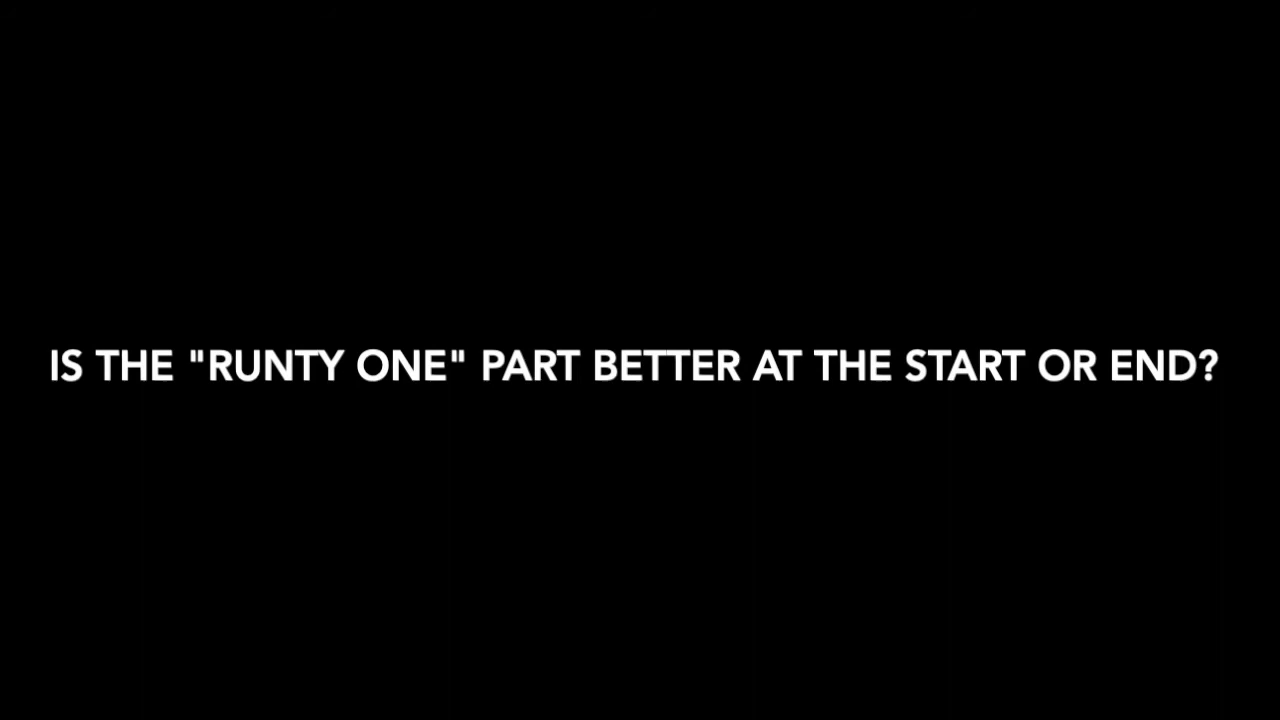 IS THE "RUNTY ONE" PART BETTER AT THE START OR END?